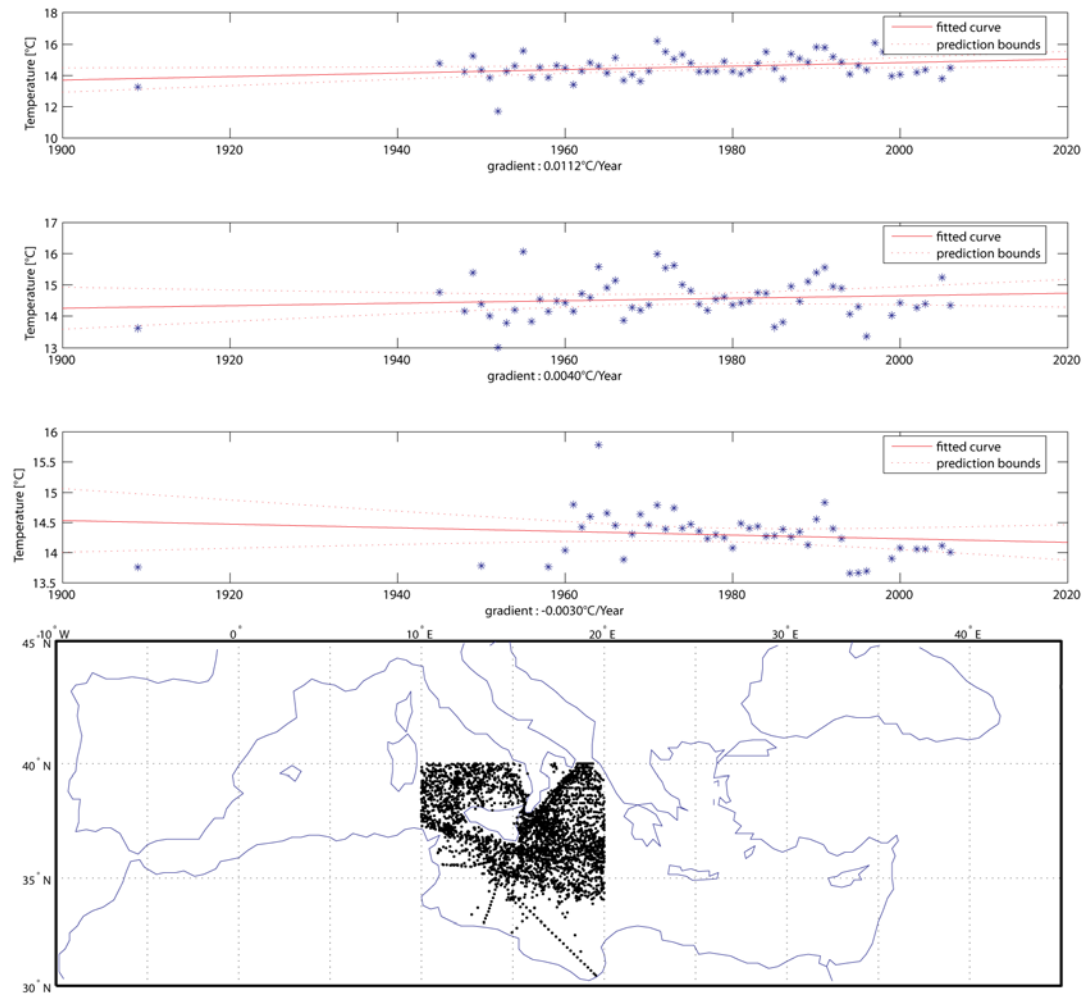 18
16
14
12
10
Temperature [°C]
fitted curve
prediction bounds
1900 1920 1940 1960 1980 2000 2020
gradient : 0.0112°C/Year
17
16
15
14
13
Temperature [°C]
fitted curve
prediction bounds
1900 1920 1940 1960 1980 2000 2020
gradient : 0.0040°C/Year
16
15.5
15
14.5
14
13.5
Temperature [°C]
fitted curve
prediction bounds
1900 1920 1940 1960 1980 2000 2020
gradient : -0.0030°C/Year
-10° W 0° 10° E 20° E 30° E 40° E
45° N
40° N
35° N
30° N